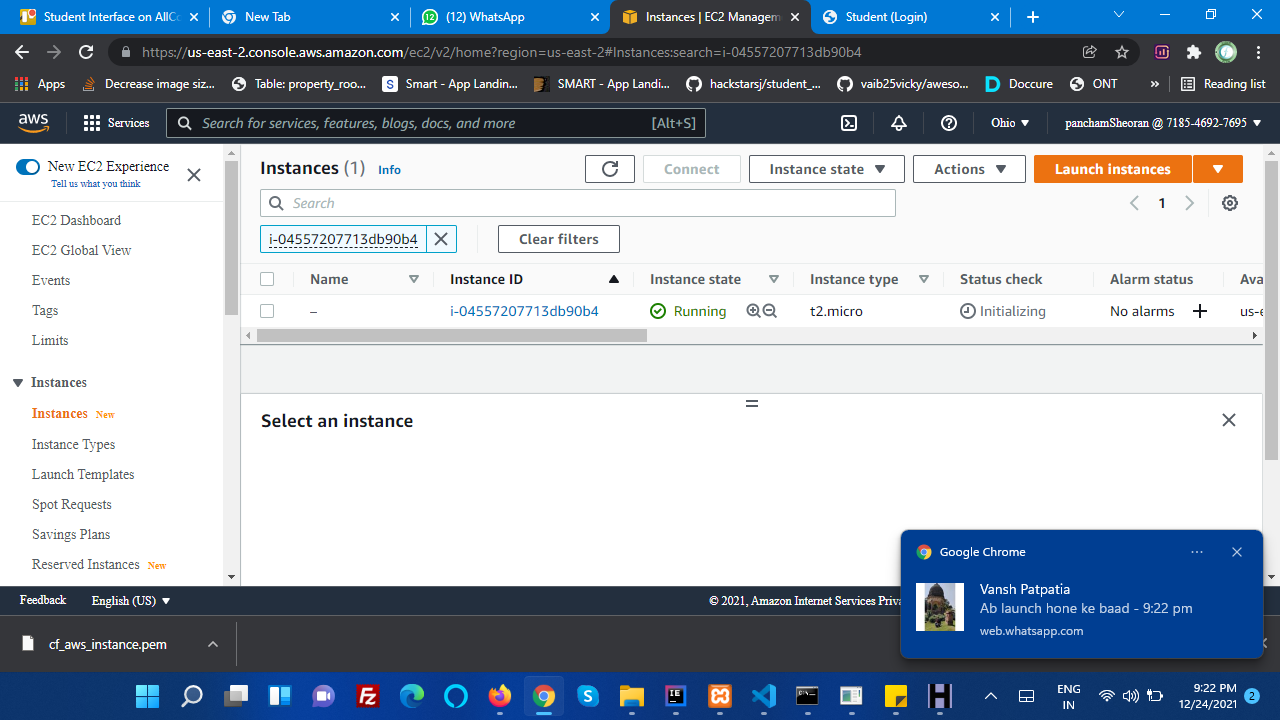 Student Interface on AllCo
New Tab
(12) WhatsApp
Instances | EC2 Managem
Student (Login)
https://us-east-2.console.aws.amazon.com/ec2/v2/home?region=us-east-2#Instances:search=i-04557207713db90b4
Apps Decrease image siz... Table: property_roo... Smart - App Landin... SMART - App Landi... hackstarsj/student_... vaib25vicky/aweso... Doccure ONT » Reading list
aws Services Search for services, features, blogs, docs, and more [Alt+S] Ohio panchamSheoran @ 7185-4692-7695
New EC2 Experience
Tell us what you think
EC2 Dashboard
EC2 Global View
Events
Tags
Limits
Instances
Instances New
Instance Types
Launch Templates
Spot Requests
Savings Plans
Reserved Instances New
Instances (1) Info Connect Instance state Actions Launch instances
Search 1
i-04557207713db90b4 Clear filters
Name Instance ID Instance state Instance type Status check Alarm status Ava
– i-04557207713db90b4 Running t2.micro Initializing No alarms us-e
Select an instance
Google Chrome
Vansh Patpatia
Ab launch hone ke baad - 9:22 pm
web.whatsapp.com
Feedback English (US) © 2021, Amazon Internet Services Priva
cf_aws_instance.pem
ENG
IN
9:22 PM
12/24/2021
2